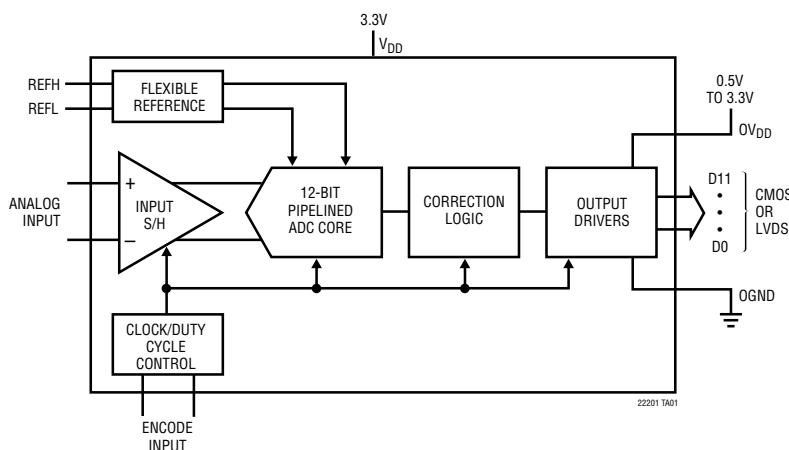 3.3V
VDD
REFH
REFL
FLEXIBLE
REFERENCE
0.5V
TO 3.3V
OVDD
ANALOG
INPUT
+
–
INPUT
S/H
12-BIT
PIPELINED
ADC CORE
CORRECTION
LOGIC
OUTPUT
DRIVERS
D11
•
•
•
D0
CMOS
OR
LVDS
OGND
CLOCK/DUTY
CYCLE
CONTROL
22201 TA01
ENCODE
INPUT